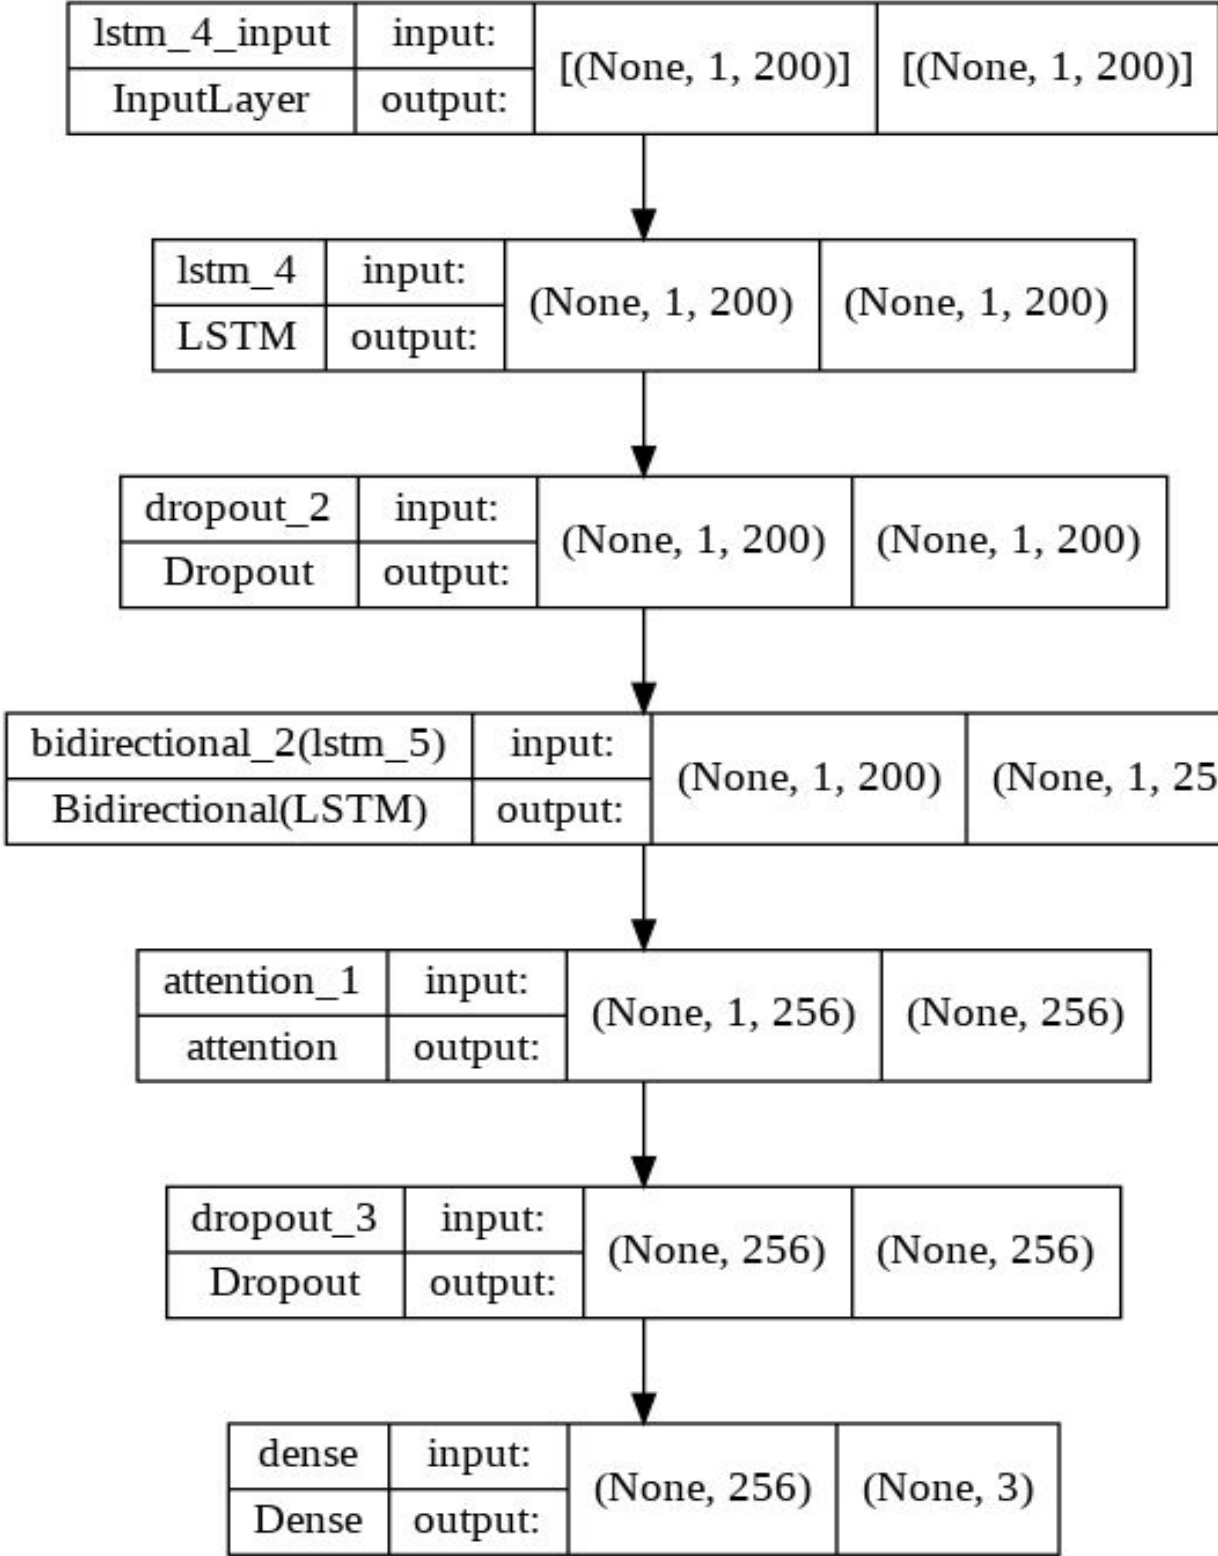 lstm_4_input input: [(None, 1, 200)] [(None, 1, 200)]
InputLayer output:
lstm_4 input: (None, 1, 200) (None, 1, 200)
LSTM output:
dropout_2 input: (None, 1, 200) (None, 1, 200)
Dropout output:
bidirectional_2(lstm_5) input: (None, 1, 200) (None, 1, 25
Bidirectional(LSTM) output:
attention_1 input: (None, 1, 256) (None, 256)
attention output:
dropout_3 input: (None, 256) (None, 256)
Dropout output:
dense input: (None, 256) (None, 3)
Dense output: